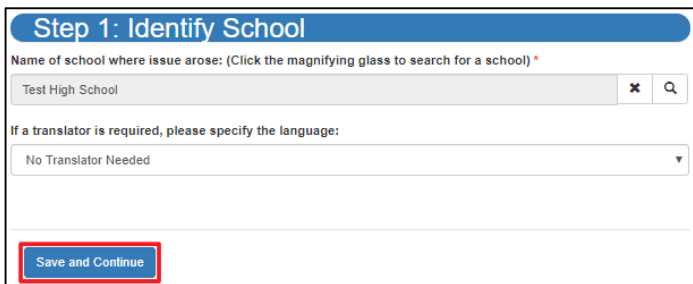 Step 1: Identify School
Name of school where issue arose: (Click the magnifying glass to search for a school) *
Test High School
If a translator is required, please specify the language:
No Translator Needed
Save and Continue